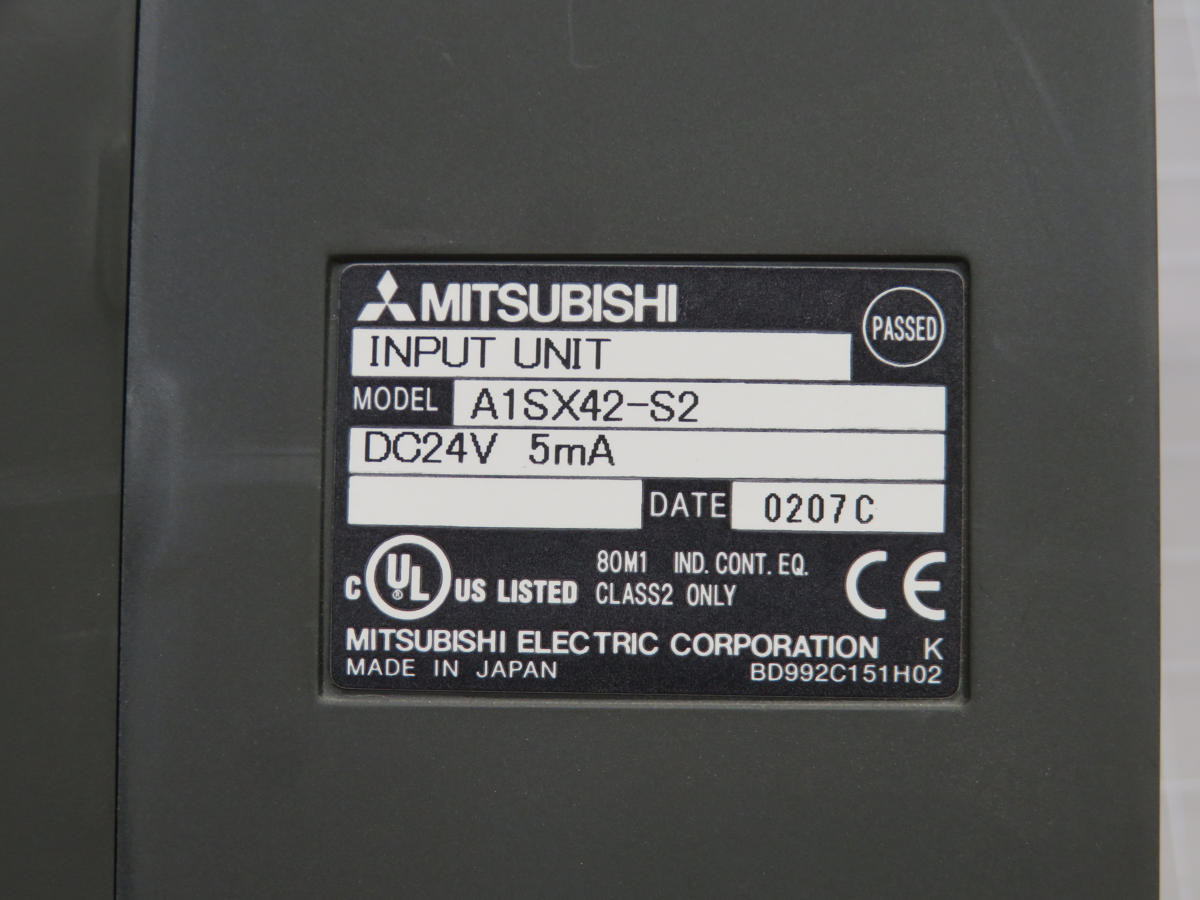 MITSUBISHI
PASSED
INPUT UNIT
MODEL A1SX42-S2
DC24V 5mA
DATE 0207C
C UL® US LISTED
80M1 IND. CONT. EQ.
CLASS2 ONLY
CE
MITSUBISHI ELECTRIC CORPORATION K
MADE IN JAPAN BD992C151H02